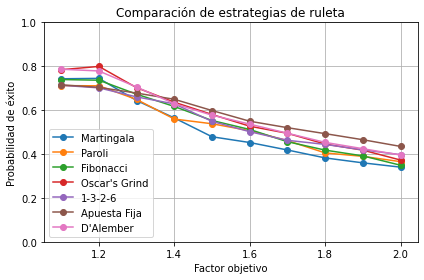 Comparación de estrategias de ruleta
Probabilidad de éxito
1.0
0.8
0.6
0.4
0.2
0.0
Martingala
Paroli
Fibonacci
Oscar's Grind
1-3-2-6
Apuesta Fija
D'Alember
1.2
1.4
1.6
1.8
2.0
Factor objetivo